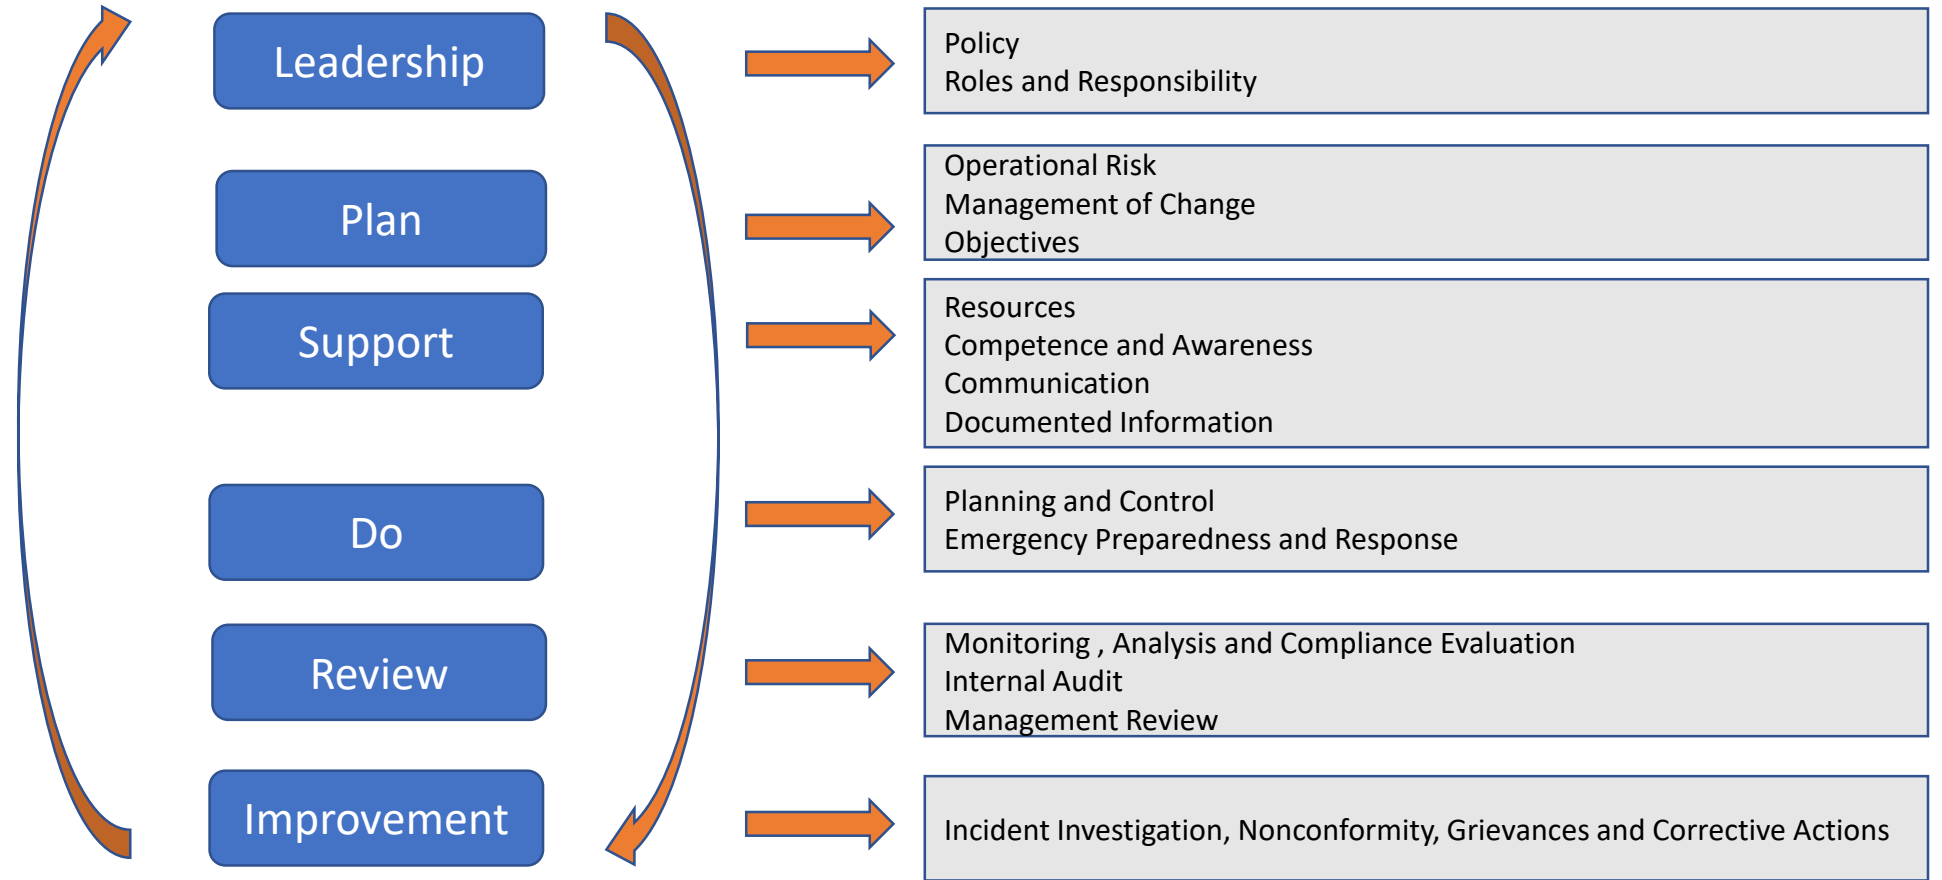 Leadership
Policy
Roles and Responsibility
Plan
Operational Risk
Management of Change
Objectives
Support
Resources
Competence and Awareness
Communication
Documented Information
Do
Planning and Control
Emergency Preparedness and Response
Review
Monitoring , Analysis and Compliance Evaluation
Internal Audit
Management Review
Improvement
Incident Investigation, Nonconformity, Grievances and Corrective Actions